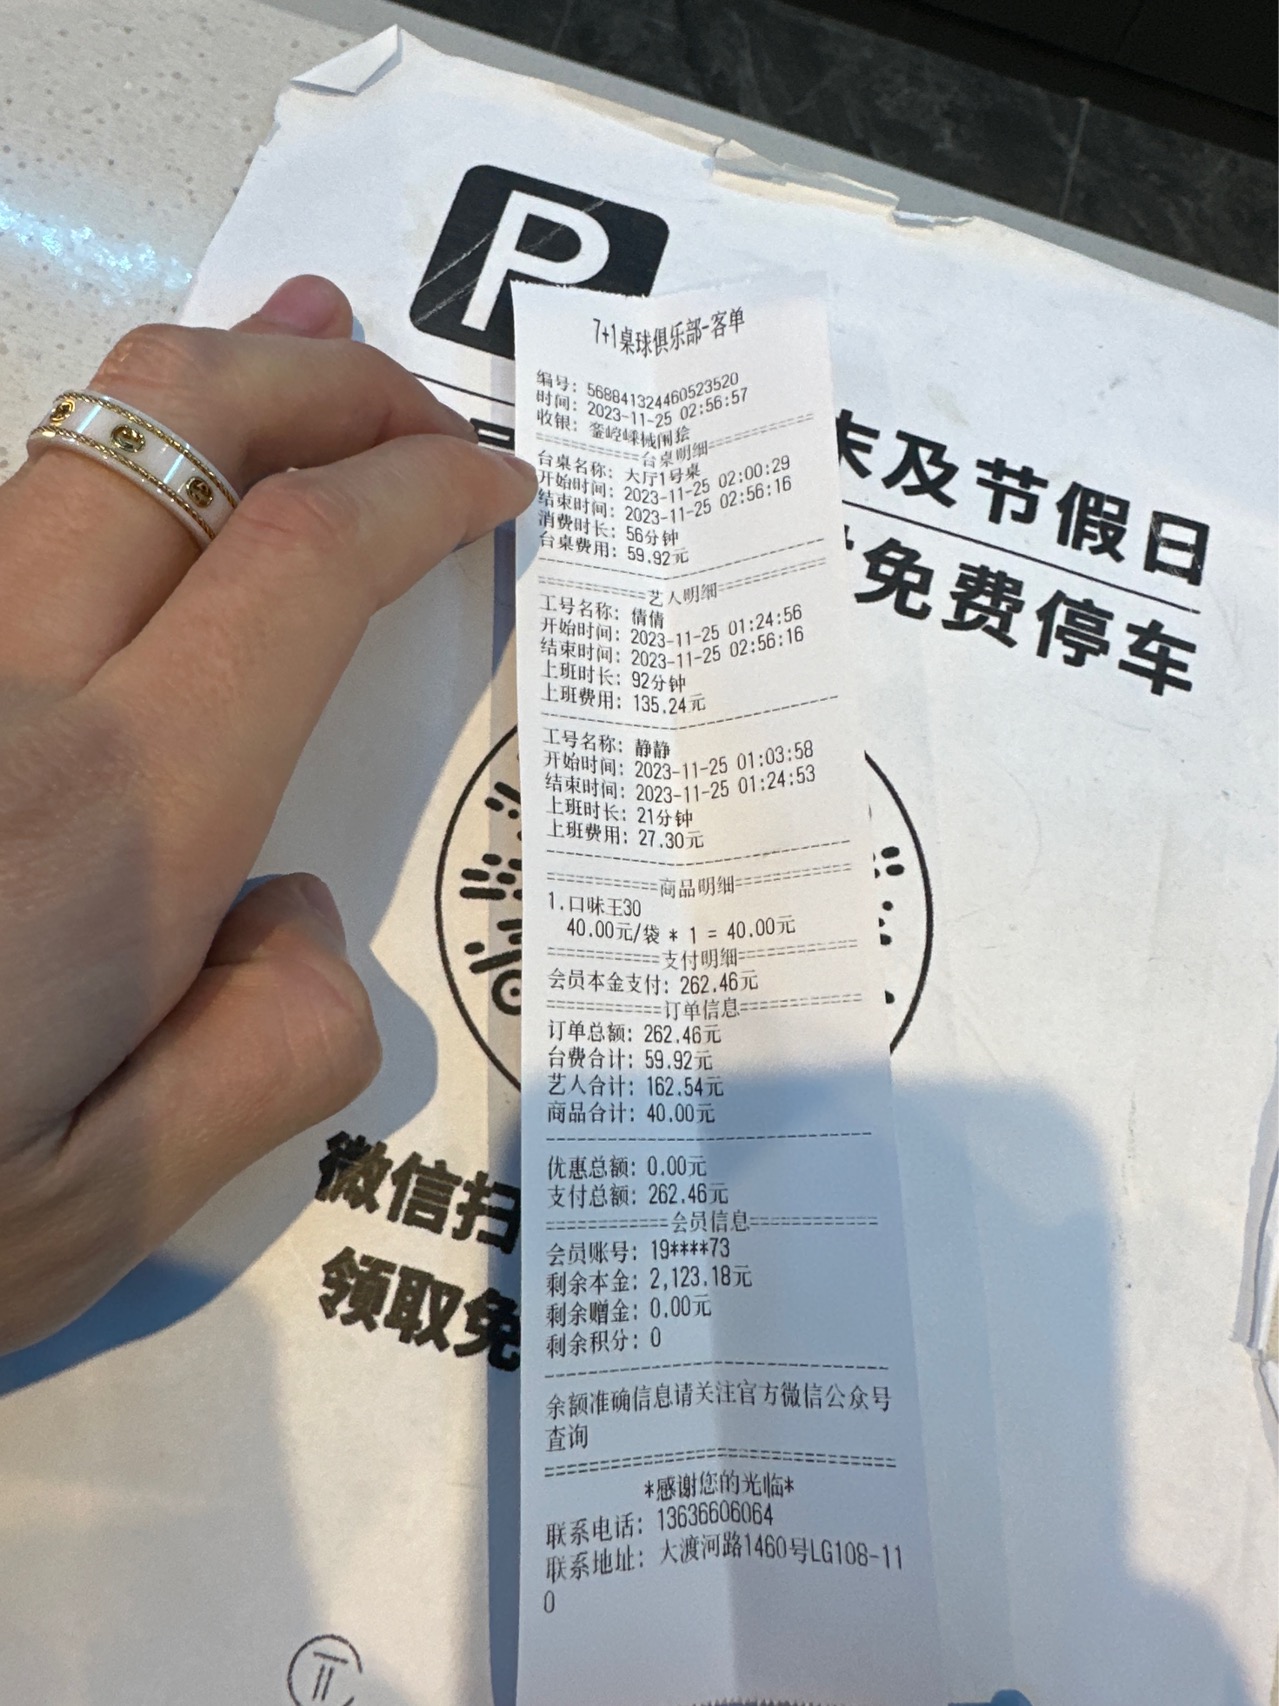 P
7+1桌球俱乐部-客单
编号: 568841324460523520
时间: 2023-11-25 02:56:57
收银:
============台桌明细============
台桌名称: 大厅1号桌
开始时间: 2023-11-25 02:00:29
结束时间: 2023-11-25 02:56:16
消费时长: 56分钟
台桌费用: 59.92元
============艺人明细============
工号名称: 倩倩
开始时间: 2023-11-25 01:24:56
结束时间: 2023-11-25 02:56:16
上班时长: 92分钟
上班费用: 135.24元
工号名称: 静静
开始时间: 2023-11-25 01:03:58
结束时间: 2023-11-25 01:24:53
上班时长: 21分钟
上班费用: 27.30元
============商品明细============
1.口味王30
40.00元/袋 * 1 = 40.00元
============支付明细============
会员本金支付: 262.46元
============订单信息============
订单总额: 262.46元
台费合计: 59.92元
艺人合计: 162.54元
商品合计: 40.00元
优惠总额: 0.00元
支付总额: 262.46元
============会员信息============
会员账号: 19****73
剩余本金: 2,123.18元
剩余赠金: 0.00元
剩余积分: 0
余额准确信息请关注官方微信公众号
查询
*感谢您的光临*
联系电话: 13636606064
联系地址: 大渡河路1460号LG108-11
0
末及节假日
免费停车
微信扫
领取免